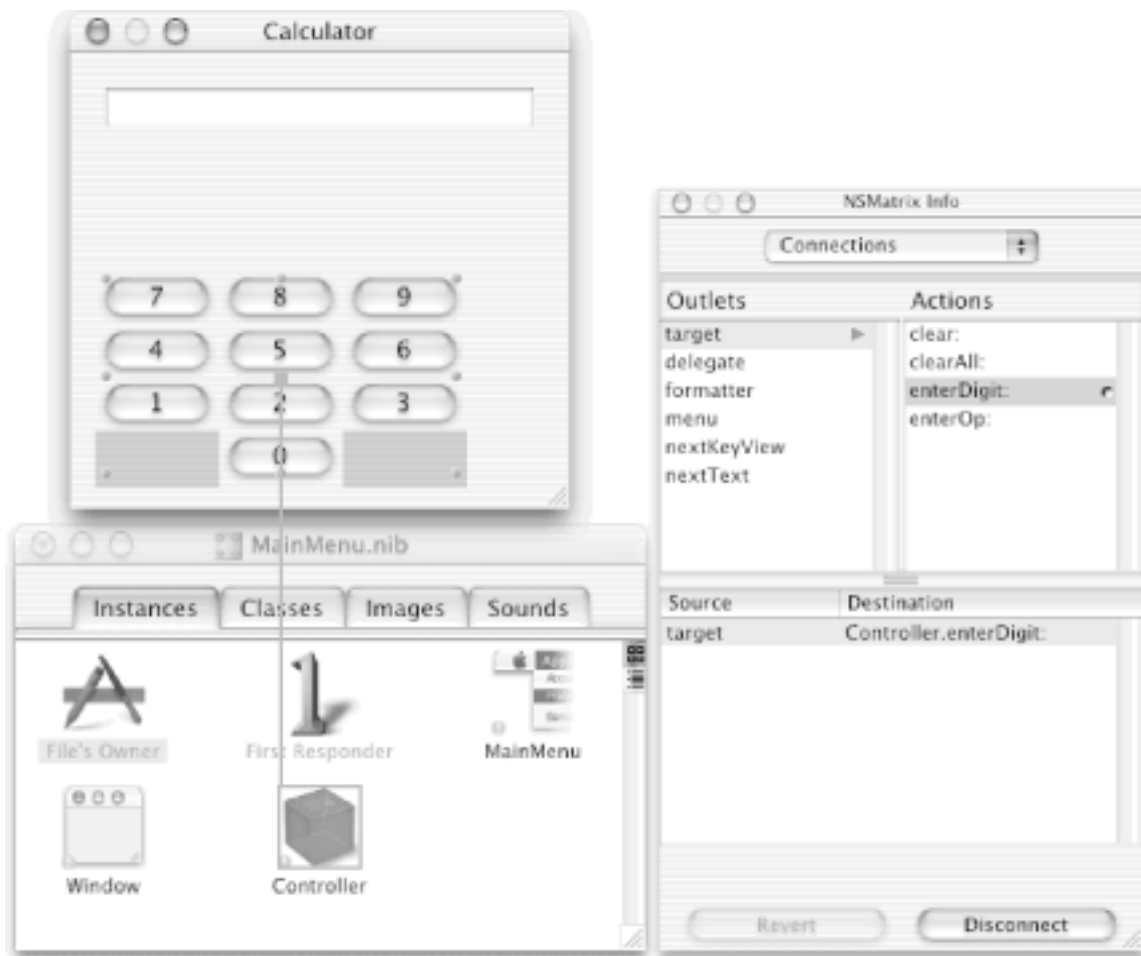 Calculator
7 8 9
4 5 6
1 2 3
0
MainMenu.nib
Instances Classes Images Sounds
File's Owner First Responder MainMenu
Window Controller
NSMatrix Info
Connections
Outlets Actions
target clear:
delegate clearAll:
formatter enterDigit:
menu enterOp:
nextKeyView
nextText
Source Destination
target Controller.enterDigit:
Revert Disconnect